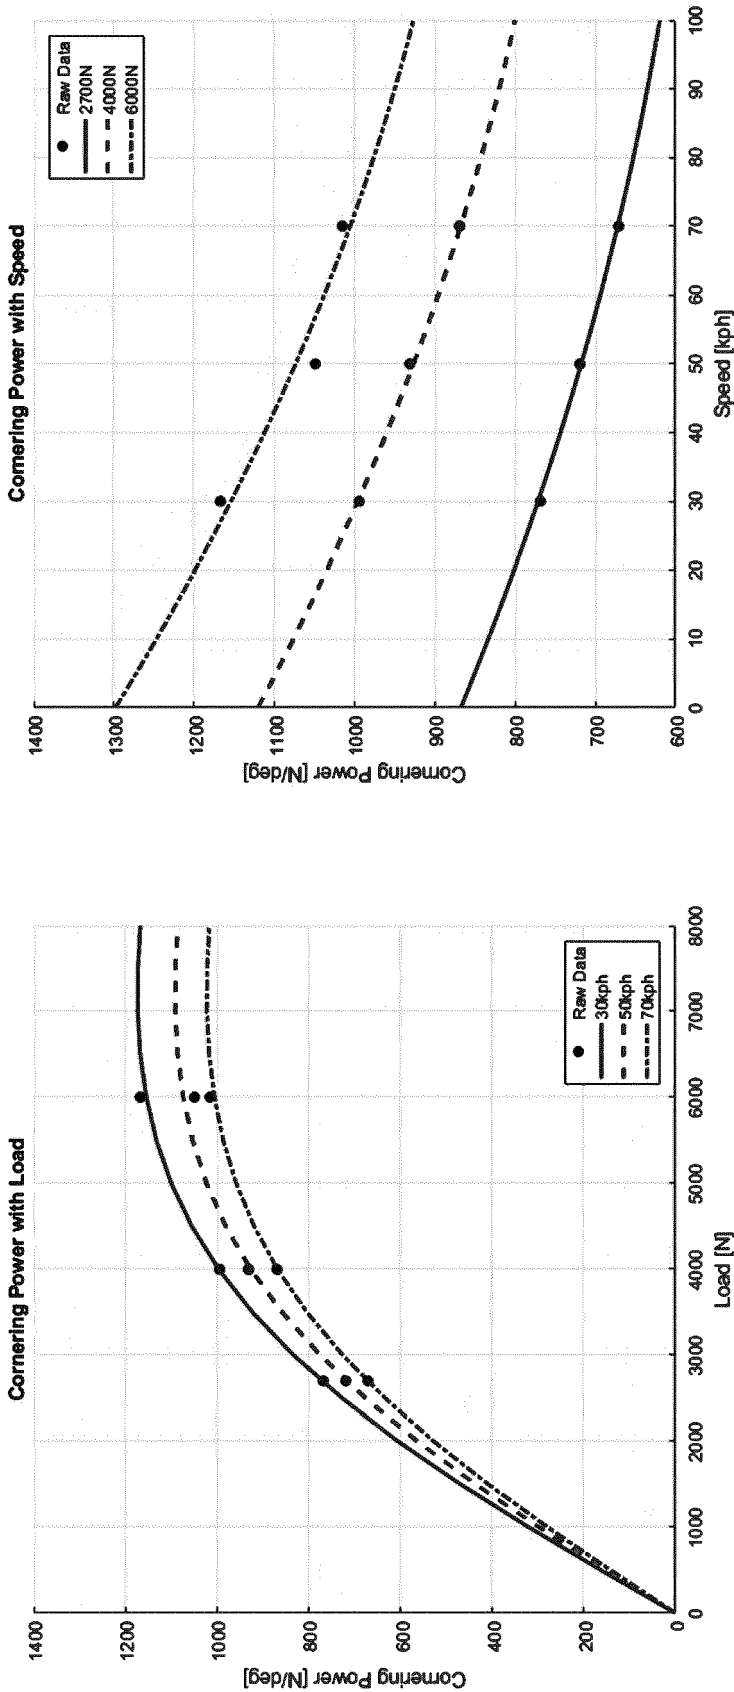 Cornering Power with Load
Cornering Power [N/deg]
1400
1200
1000
800
600
400
200
0
0
1000
2000
3000
4000
5000
6000
7000
8000
Load [N]
Raw Data
30kph
50kph
70kph
Cornering Power with Speed
Cornering Power [N/deg]
1400
1300
1200
1100
1000
900
800
700
600
0
10
20
30
40
50
60
70
80
90
100
Speed [kph]
Raw Data
2700N
4000N
6000N